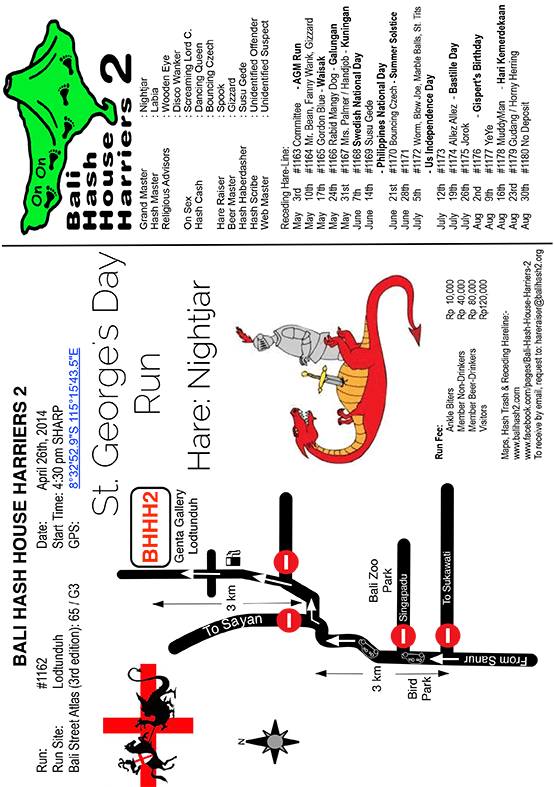 BALI HASH HOUSE HARRIERS 2
Run: #1162
Run Site: Lodtunduh
Bali Street Atlas (3rd edition): 65 / G3
Date: April 26th, 2014
Start Time: 4:30 pm SHARP
GPS: 8°32'52.9"S 115°15'43.5"E
St. George's Day
Run
Hare: Nightjar
N
BHHH2
Genta Gallery
Lodtunduh
3 km
To Sayan
Bali Zoo
Park
Singapadu
To Sukawati
3 km
Bird
Park
From Sanur
Run Fee:
Ankle Biters Rp 10,000
Member Non-Drinkers Rp 40,000
Member Beer-Drinkers Rp 80,000
Visitors Rp120,000
Maps, Hash Trash & Receding Hareline:-
www.balihash2.com
www.facebook.com/pages/Bali-Hash-House-Harriers-2
To receive by email, request to: hareraiser@balihash2.org
On On
Bali
Hash
House
Harriers 2
Grand Master : Nightjar
Hash Master : Labia
Religious Advisors : Wooden Eye
: Disco Wanker
: Screaming Lord C.
On Sex : Dancing Queen
Hash Cash : Bouncing Czech
: Spook
Hare Raiser : Gizzard
Beer Master : Susu Gede
Hash Haberdasher : Unidentified Offender
Hash Scribe : Unidentified Suspect
Web Master
Receding Hare-Line:
May 3rd #1163 Committee - AGM Run
May 10th #1164 Mr. Bean, Fanny Wank, Gizzard
May 17th #1165 Gordon Blue - Waisak
May 24th #1166 Rabid Mangy Dog - Galungan
May 31st #1167 Mrs. Palmer / Handjob - Kuningan
June 7th #1168 Swedish National Day
June 14th #1169 Susu Gede
- Philippines National Day
June 21st #1170 Bouncing Czech - Summer Solstice
June 28th #1171
July 5th #1172 Worm, Blow Joe, Marble Balls, St. Tits
- Us Independence Day
July 12th #1173
July 19th #1174 Allez Allez - Bastille Day
July 26th #1175 Jorok
Aug 2nd #1176 - Gispert's Birthday
Aug 9th #1177 YeYe
Aug 16th #1178 MuddyMan - Hari Kemerdekaan
Aug 23rd #1179 Gudang / Horny Herring
Aug 30th #1180 No Deposit